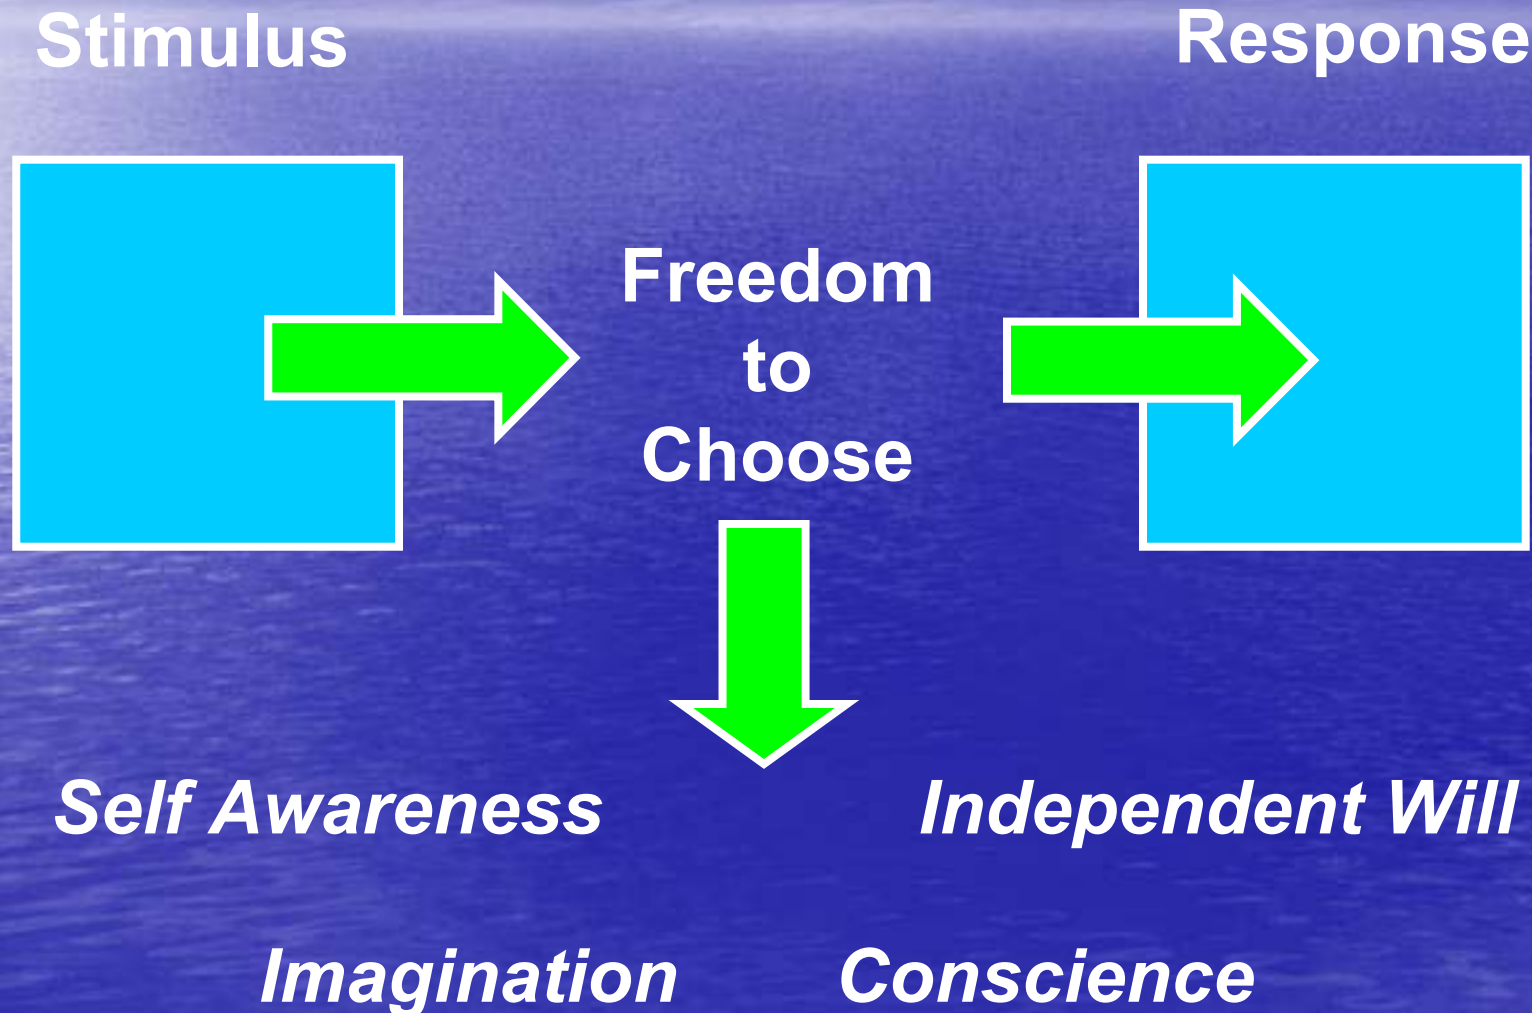 Stimulus
Response
Freedom
to
Choose
Self Awareness
Independent Will
Imagination
Conscience